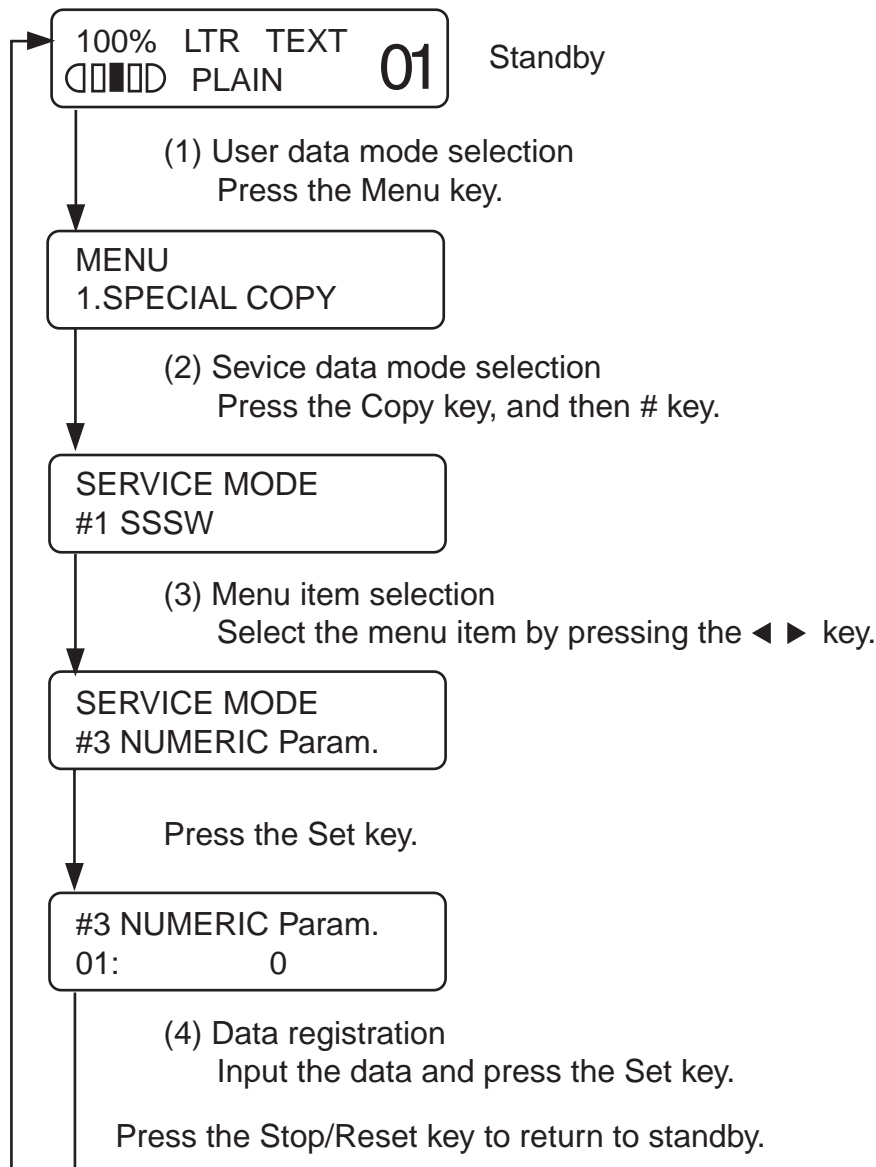 100% LTR TEXT 01
PLAIN
Standby
(1) User data mode selection
Press the Menu key.
MENU
1.SPECIAL COPY
(2) Sevice data mode selection
Press the Copy key, and then # key.
SERVICE MODE
#1 SSSW
(3) Menu item selection
Select the menu item by pressing the ◀ ▶ key.
SERVICE MODE
#3 NUMERIC Param.
Press the Set key.
#3 NUMERIC Param.
01: 0
(4) Data registration
Input the data and press the Set key.
Press the Stop/Reset key to return to standby.